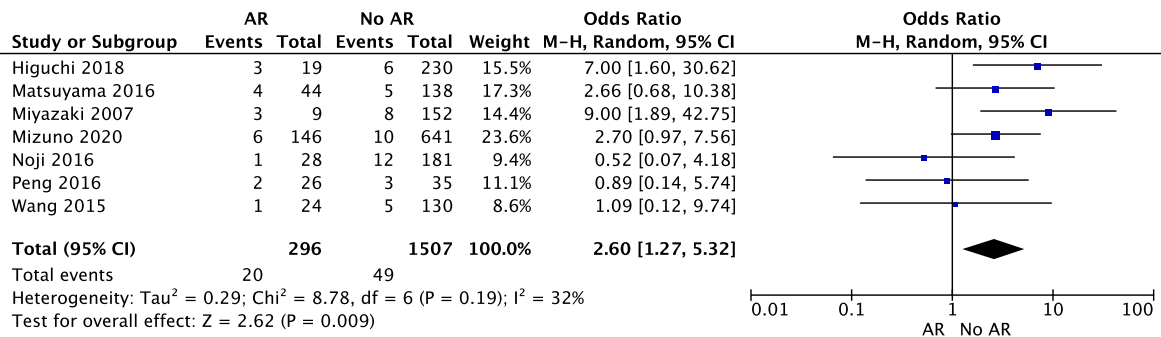 AR No AR Odds Ratio Odds Ratio
Study or Subgroup Events Total Events Total Weight M-H, Random, 95% CI M-H, Random, 95% CI
Higuchi 2018 3 19 6 230 15.5% 7.00 [1.60, 30.62]
Matsuyama 2016 4 44 5 138 17.3% 2.66 [0.68, 10.38]
Miyazaki 2007 3 9 8 152 14.4% 9.00 [1.89, 42.75]
Mizuno 2020 6 146 10 641 23.6% 2.70 [0.97, 7.56]
Noji 2016 1 28 12 181 9.4% 0.52 [0.07, 4.18]
Peng 2016 2 26 3 35 11.1% 0.89 [0.14, 5.74]
Wang 2015 1 24 5 130 8.6% 1.09 [0.12, 9.74]
Total (95% CI) 296 1507 100.0% 2.60 [1.27, 5.32]
Total events 20 49
Heterogeneity: Tau² = 0.29; Chi² = 8.78, df = 6 (P = 0.19); I² = 32%
Test for overall effect: Z = 2.62 (P = 0.009)
0.01 0.1 1 10 100
AR No AR